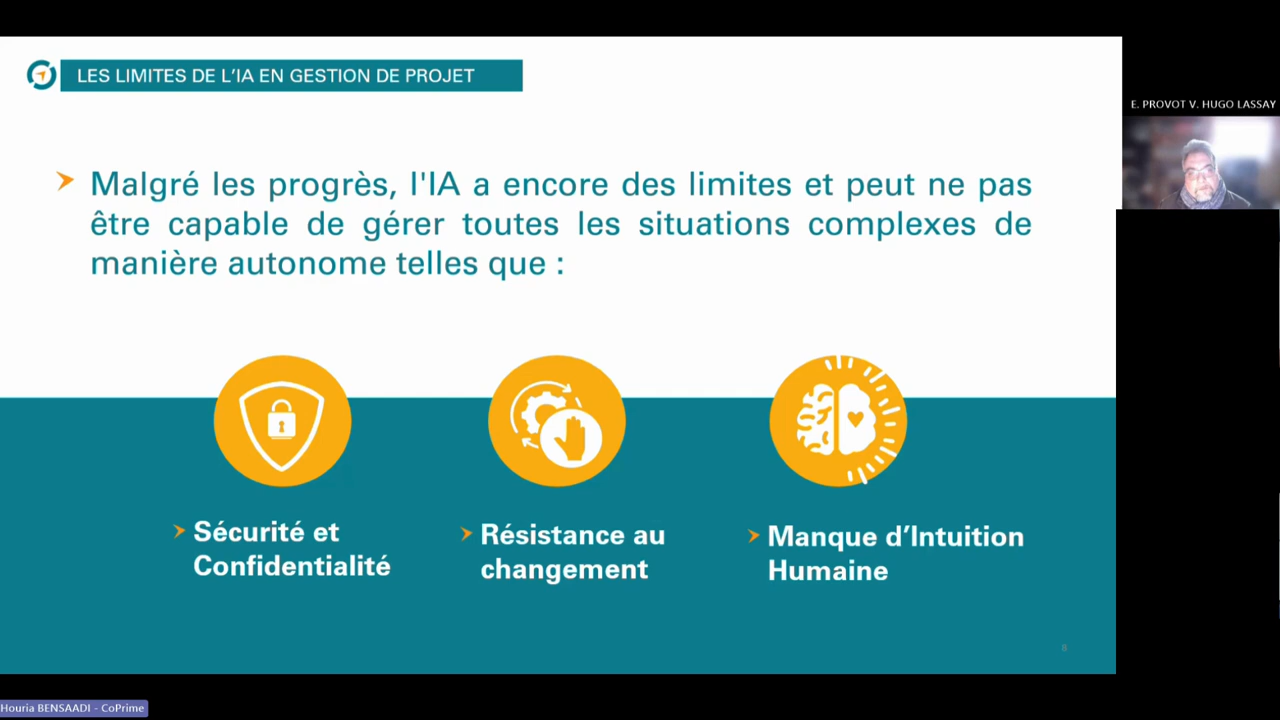 LES LIMITES DE L'IA EN GESTION DE PROJET
E. PROVOT V. HUGO LASSAY
Malgré les progrès, l'IA a encore des limites et peut ne pas
être capable de gérer toutes les situations complexes de
manière autonome telles que :
Sécurité et
Confidentialité
Résistance au
changement
Manque d’Intuition
Humaine
8
Houria BENSAADI - CoPrime